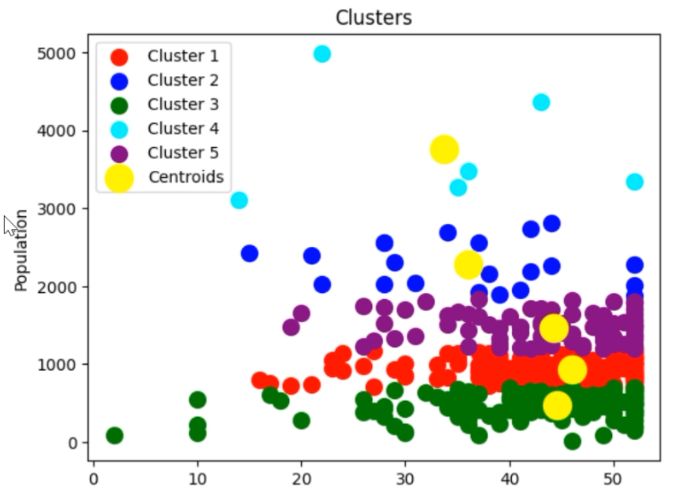 Clusters
5000
4000
3000
2000
1000
0
Population
Cluster 1
Cluster 2
Cluster 3
Cluster 4
Cluster 5
Centroids
0 10 20 30 40 50